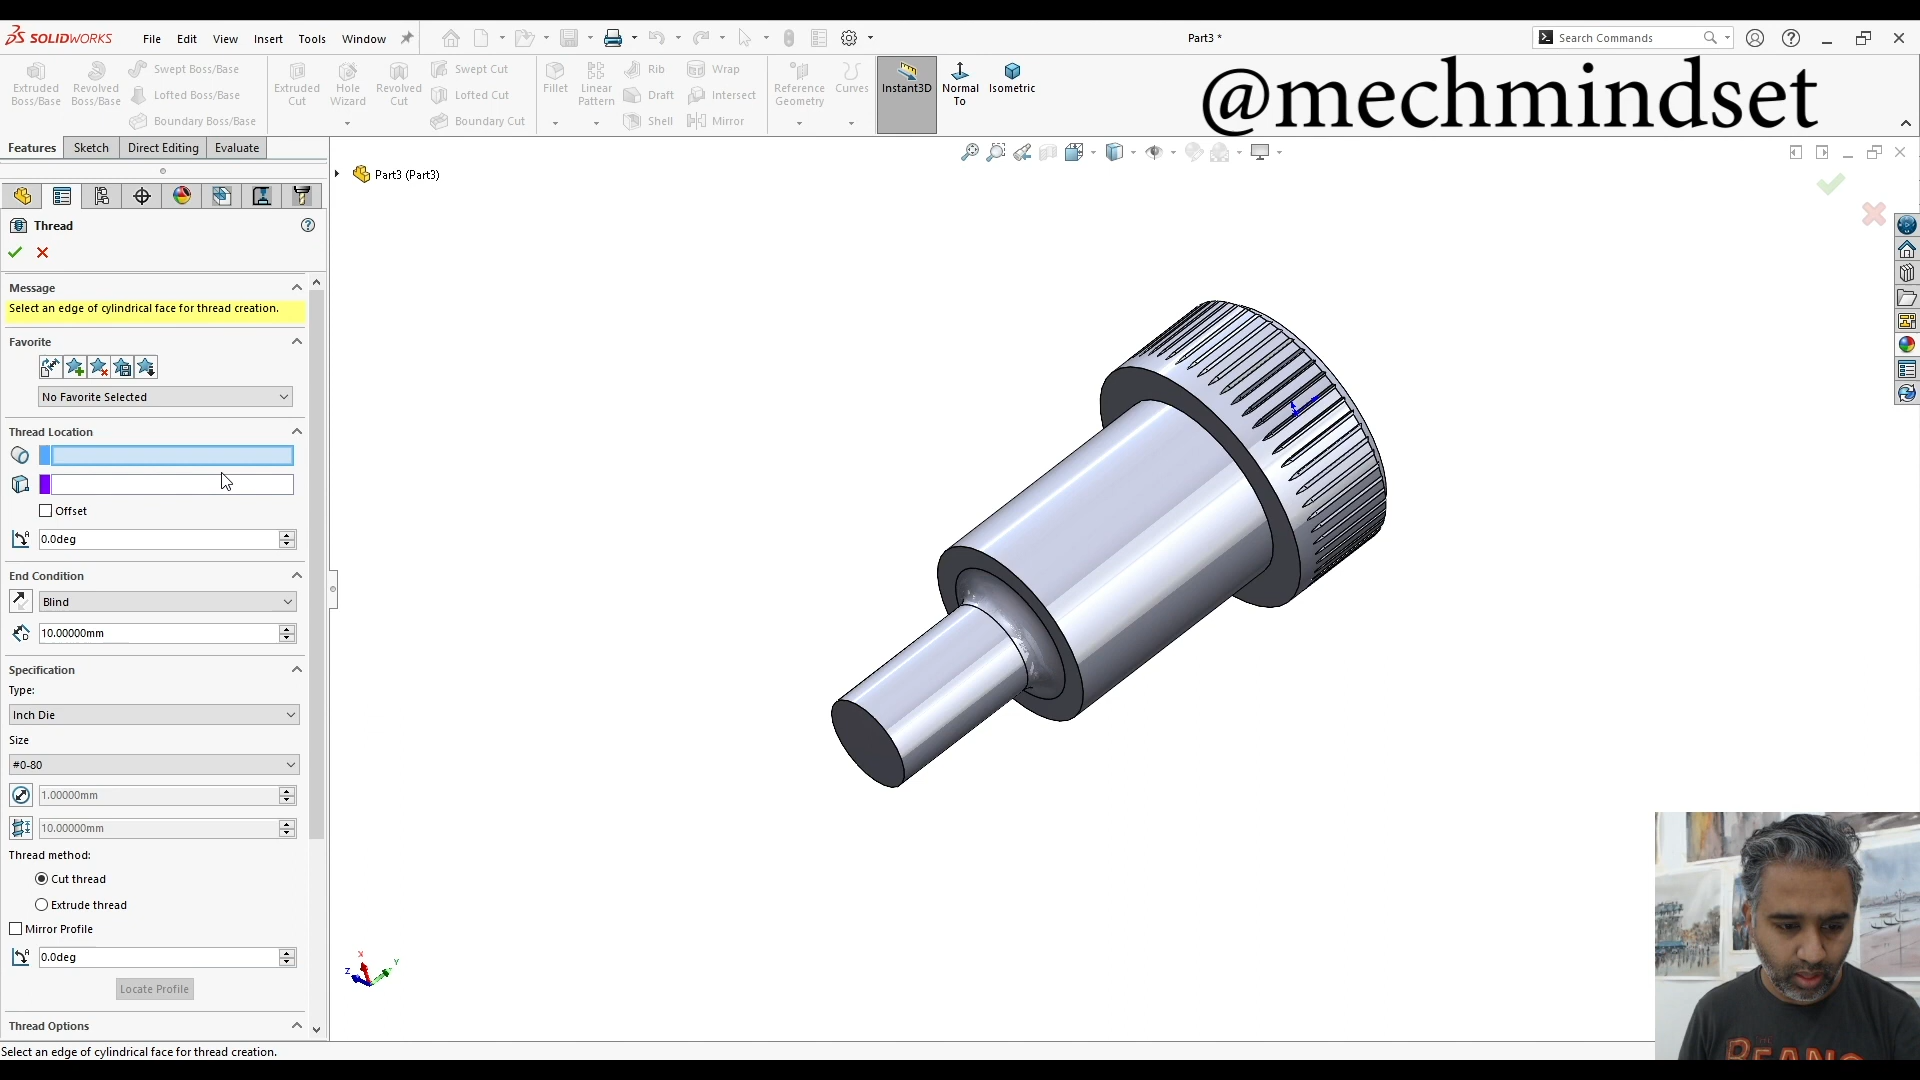 SOLIDWORKS File Edit View Insert Tools Window Part3 * Search Commands
Extruded Boss/Base
Revolved Boss/Base
Swept Boss/Base
Lofted Boss/Base
Boundary Boss/Base
Extruded Cut
Hole Wizard
Revolved Cut
Swept Cut
Lofted Cut
Boundary Cut
Fillet
Linear Pattern
Rib
Draft
Shell
Wrap
Intersect
Mirror
Reference Geometry
Curves
Instant3D
Normal To
Isometric
@mechmindset
Features Sketch Direct Editing Evaluate
Part3 (Part3)
Thread
Message
Select an edge of cylindrical face for thread creation.
Favorite
No Favorite Selected
Thread Location
Offset
0.0deg
End Condition
Blind
10.00000mm
Specification
Type:
Inch Die
Size
#0-80
1.00000mm
10.00000mm
Thread method:
Cut thread
Extrude thread
Mirror Profile
0.0deg
Locate Profile
Thread Options
X
Y
Z
Select an edge of cylindrical face for thread creation.